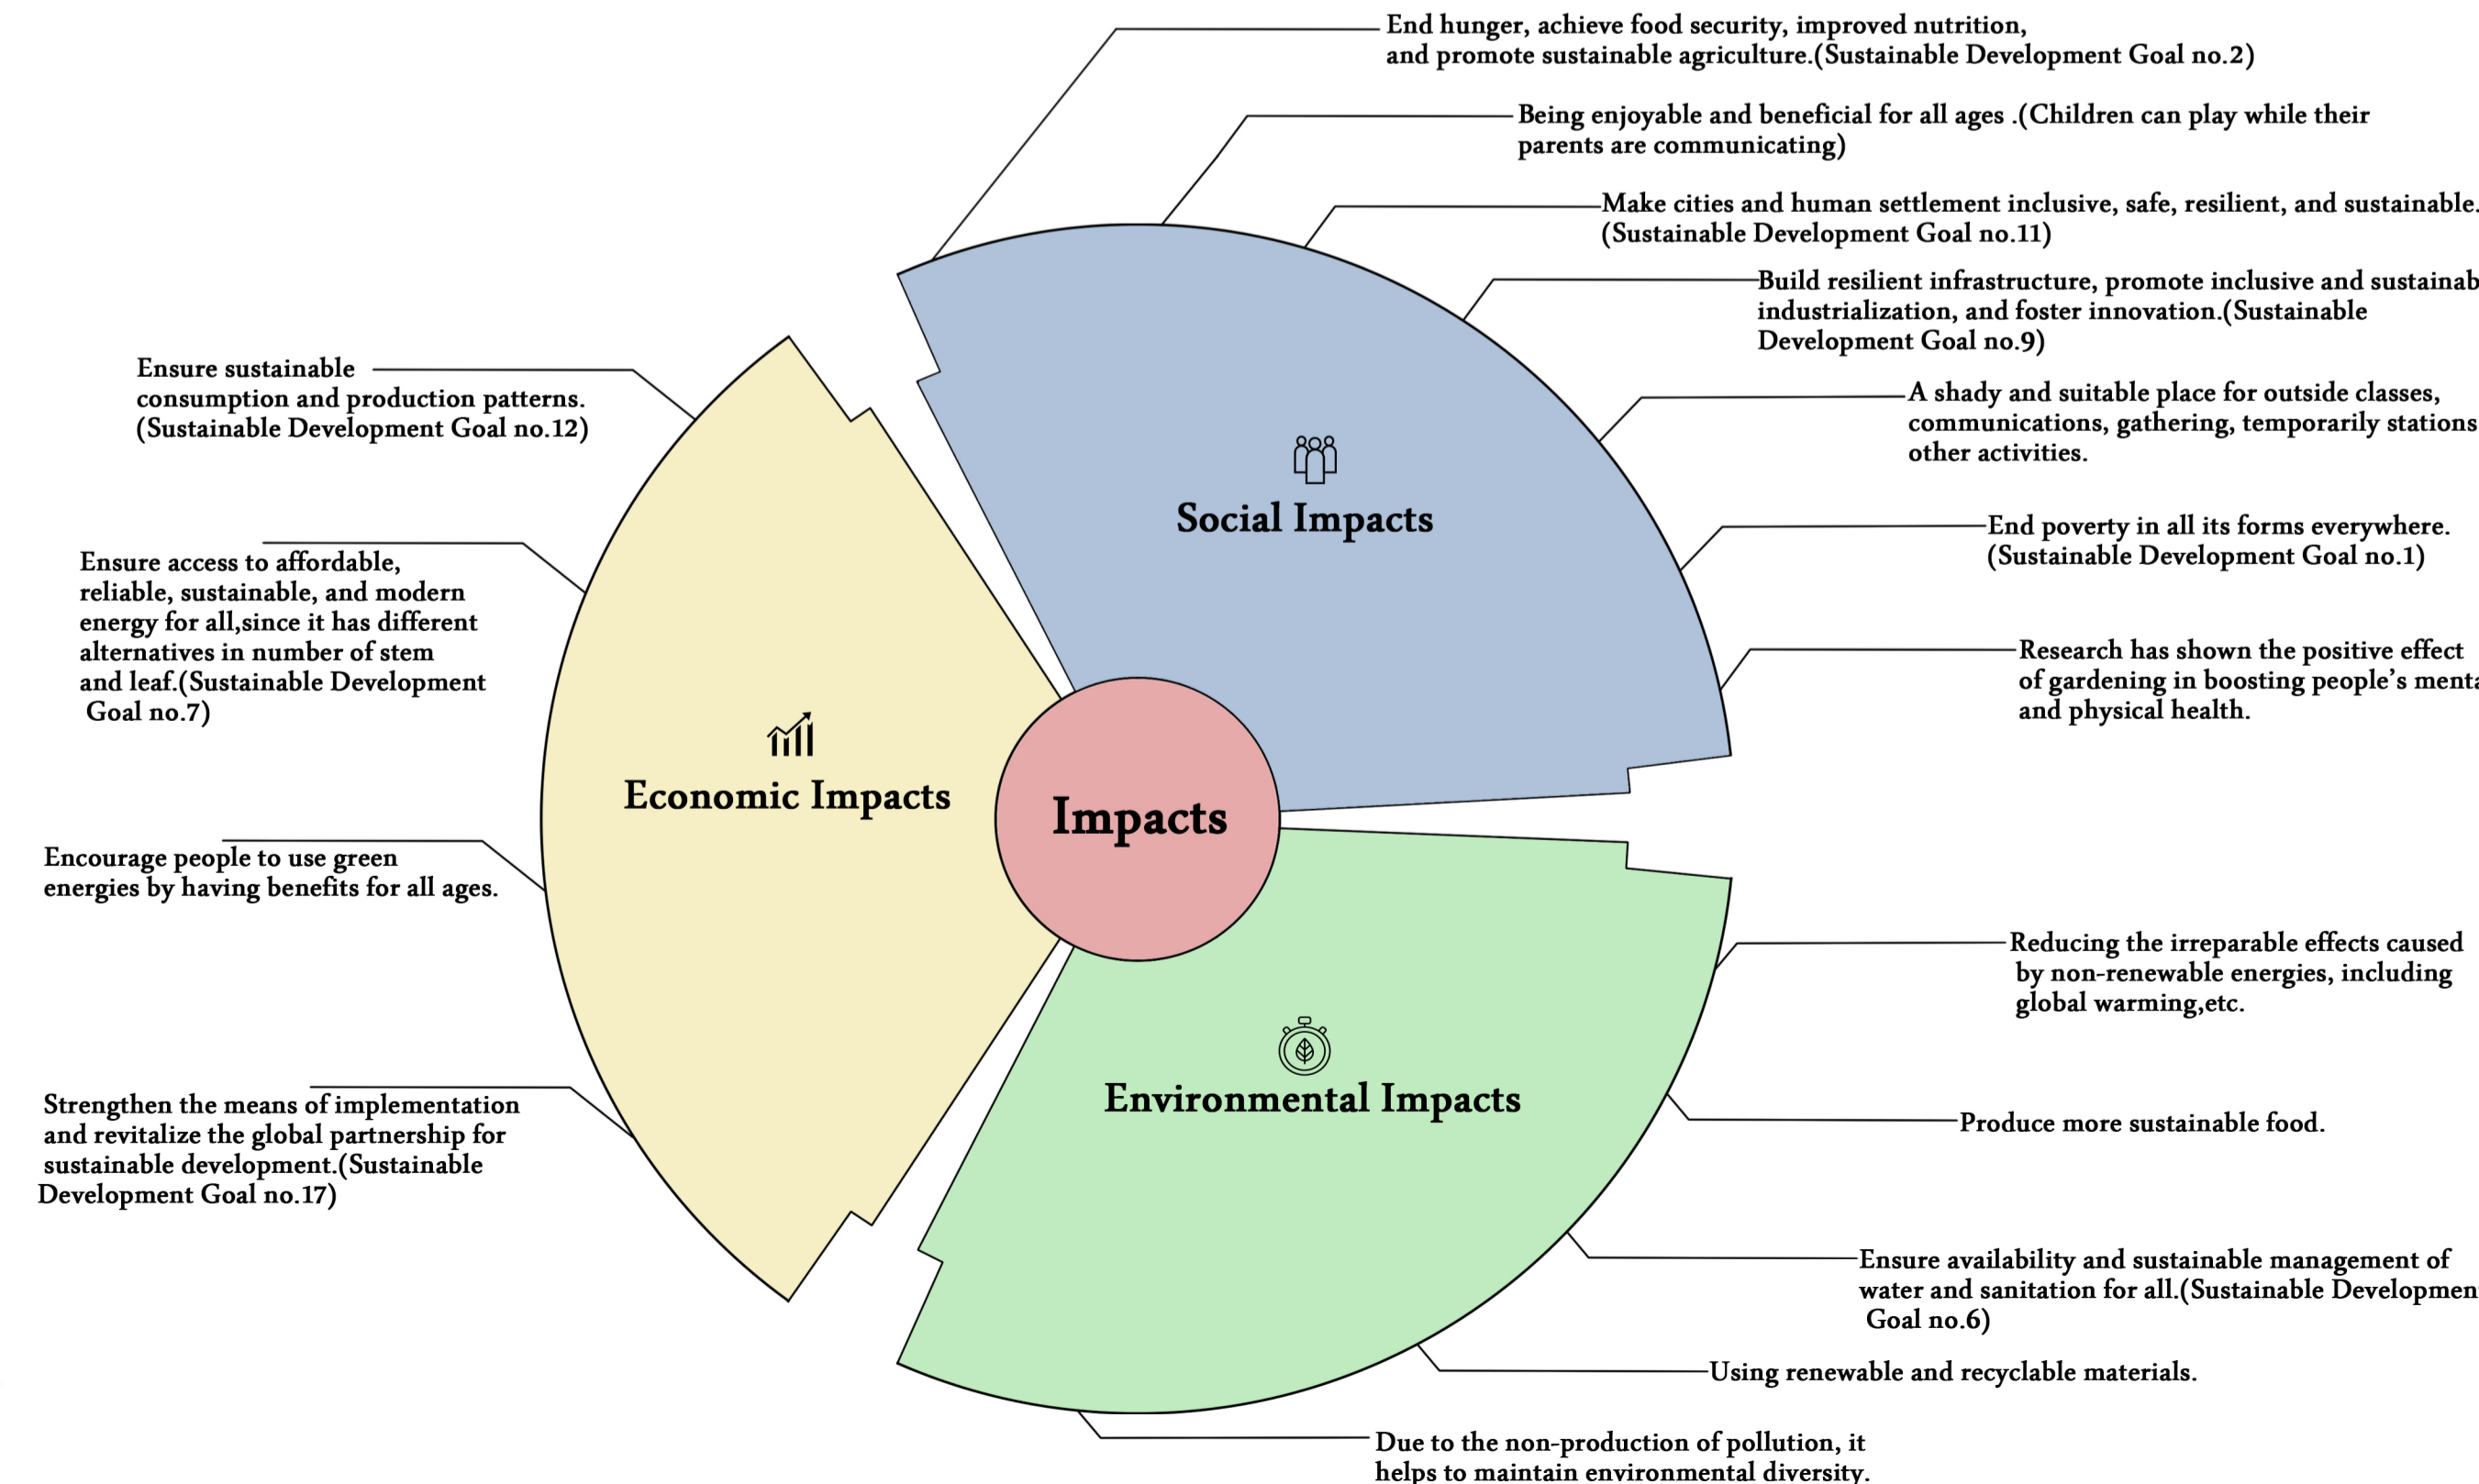 End hunger, achieve food security, improved nutrition,
and promote sustainable agriculture.(Sustainable Development Goal no.2)
Being enjoyable and beneficial for all ages .(Children can play while their
parents are communicating)
Make cities and human settlement inclusive, safe, resilient, and sustainable.
(Sustainable Development Goal no.11)
Build resilient infrastructure, promote inclusive and
industrialization, and foster innovation.(Sustainable
Development Goal no.9)
A shady and suitable place for outside classes,
communications, gathering, temporarily stations
other activities.
End poverty in all its forms everywhere.
(Sustainable Development Goal no.1)
Research has shown the positive effect
of gardening in boosting people’s
and physical health.
Social Impacts
Ensure sustainable
consumption and production patterns.
(Sustainable Development Goal no.12)
Ensure access to affordable,
reliable, sustainable, and modern
energy for all,since it has different
alternatives in number of stem
and leaf.(Sustainable Development
Goal no.7)
Encourage people to use green
energies by having benefits for all ages.
Strengthen the means of implementation
and revitalize the global partnership for
sustainable development.(Sustainable
Development Goal no.17)
Economic Impacts
Impacts
Environmental Impacts
Reducing the irreparable effects caused
by non-renewable energies, including
global warming,etc.
Produce more sustainable food.
Ensure availability and sustainable management of
water and sanitation for all.(Sustainable
Goal no.6)
Using renewable and recyclable materials.
Due to the non-production of pollution, it
helps to maintain environmental diversity.